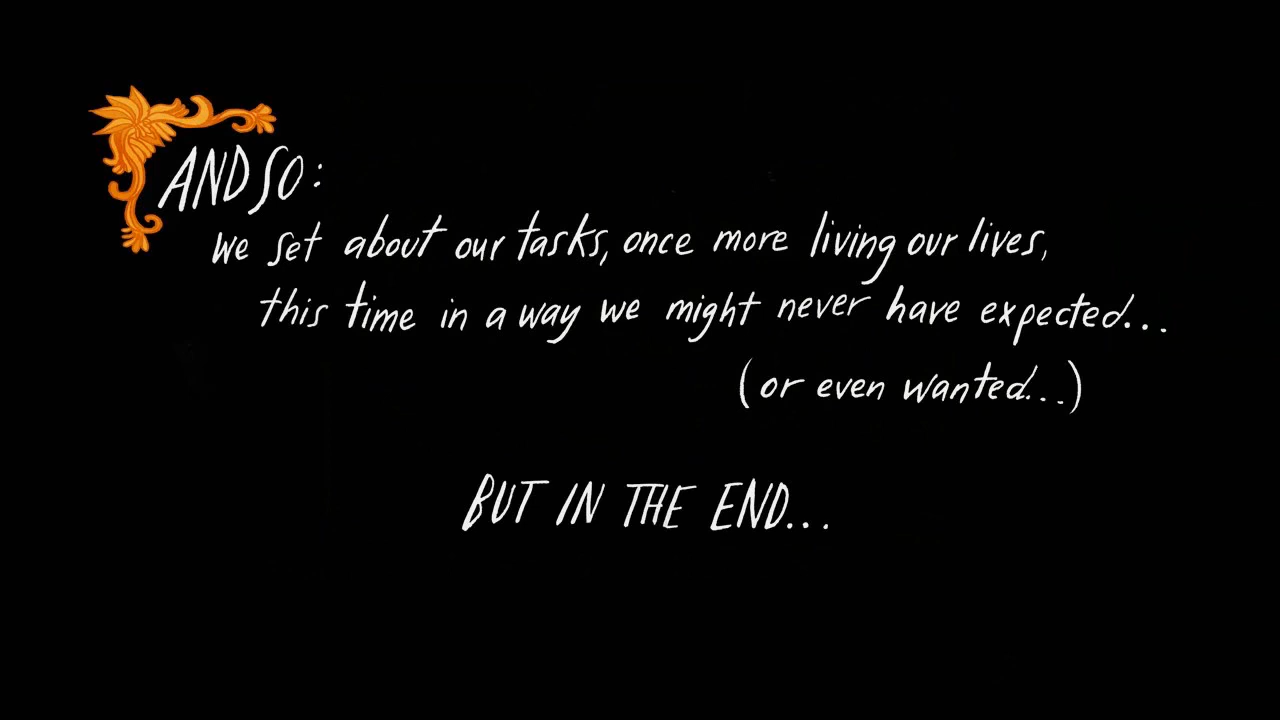 AND SO:
we set about our tasks, once more living our lives,
this time in a way we might never have expected...
(or even wanted...)
BUT IN THE END...